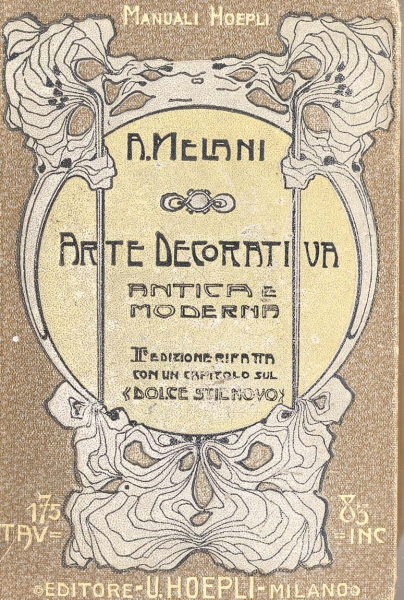 MANUALI HOEPLI
A. MELANI
ARTE DECORATIVA
ANTICA E
MODERNA
IIª EDIZIONE RIFATTA
CON UN CAPITOLO SUL
«DOLCE STIL NOVO»
175 85
TAV= =INC
EDITORE-U.HOEPLI-MILANO